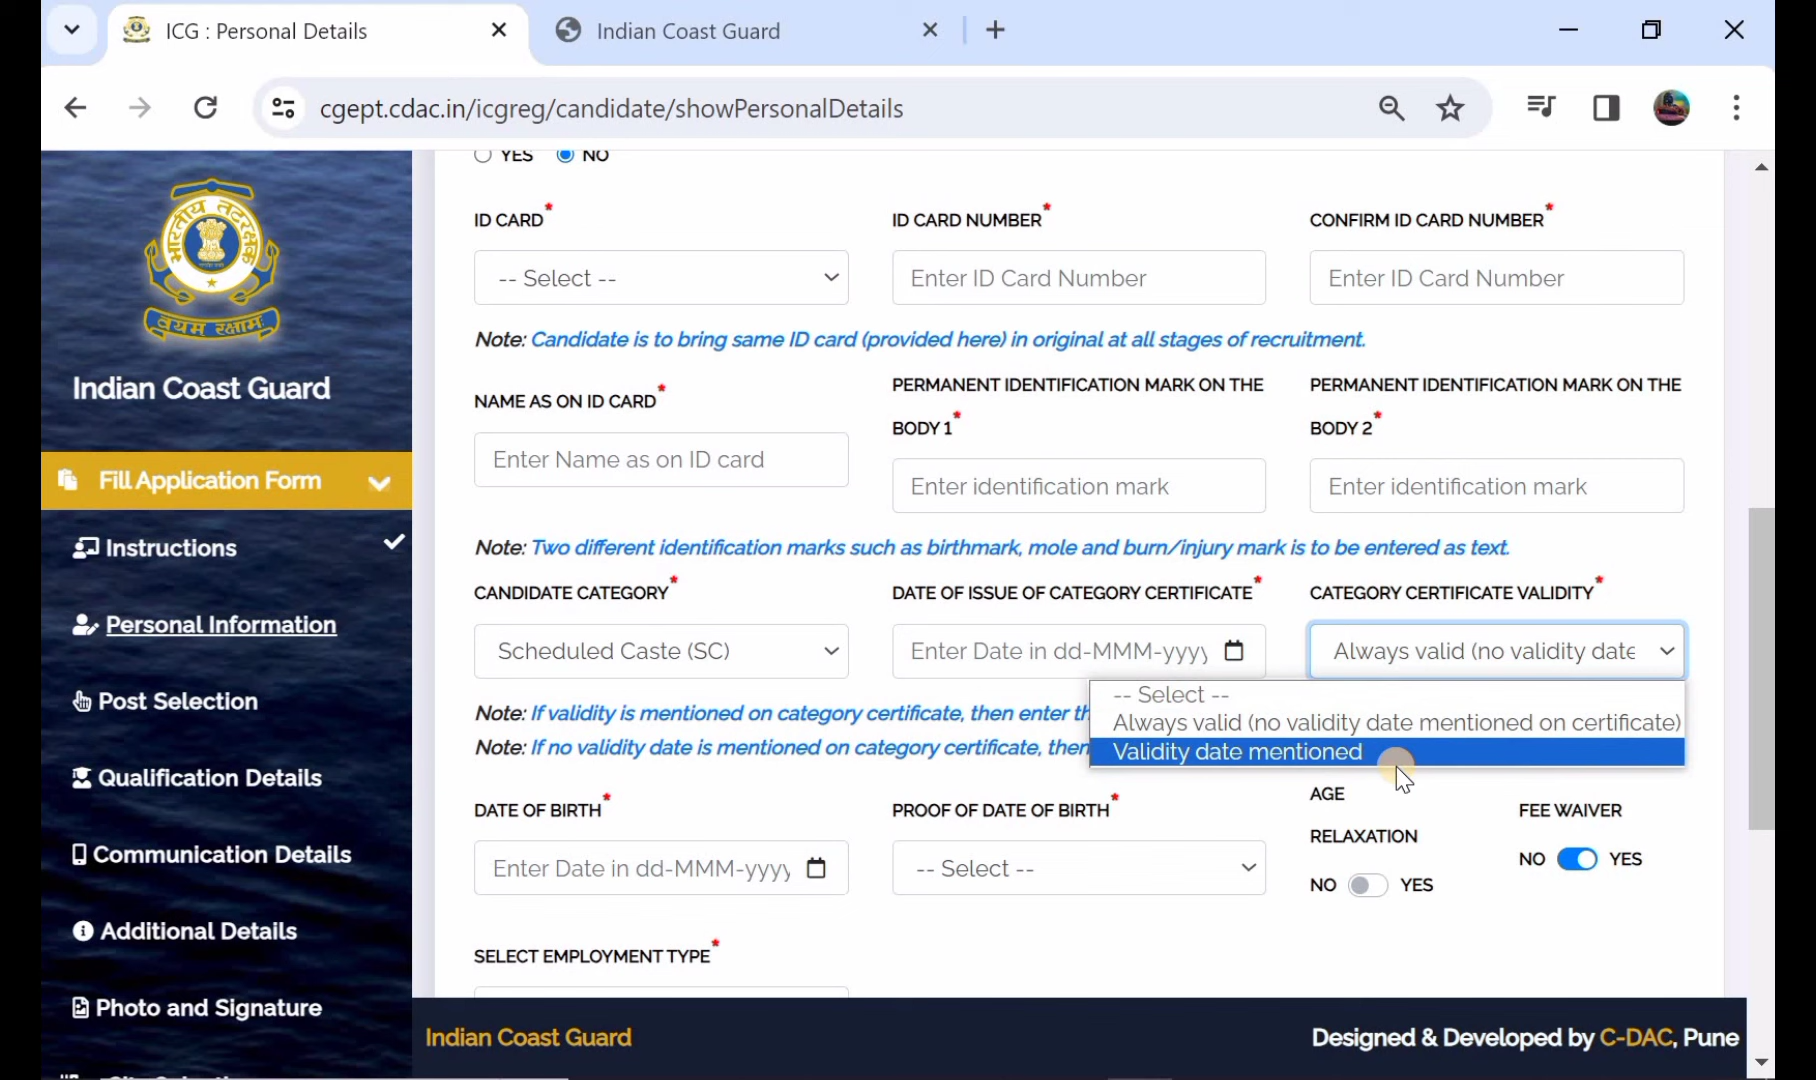 ICG : Personal Details
Indian Coast Guard
cgept.cdac.in/icgreg/candidate/showPersonalDetails
भारतीय तटरक्षक
वयम् रक्षामः
Indian Coast Guard
Fill Application Form
Instructions
Personal Information
Post Selection
Qualification Details
Communication Details
Additional Details
Photo and Signature
YES NO
ID CARD*
ID CARD NUMBER*
CONFIRM ID CARD NUMBER*
-- Select --
Enter ID Card Number
Enter ID Card Number
Note: Candidate is to bring same ID card (provided here) in original at all stages of recruitment.
NAME AS ON ID CARD*
PERMANENT IDENTIFICATION MARK ON THE
BODY 1*
PERMANENT IDENTIFICATION MARK ON THE
BODY 2*
Enter Name as on ID card
Enter identification mark
Enter identification mark
Note: Two different identification marks such as birthmark, mole and burn/injury mark is to be entered as text.
CANDIDATE CATEGORY*
DATE OF ISSUE OF CATEGORY CERTIFICATE*
CATEGORY CERTIFICATE VALIDITY*
Scheduled Caste (SC)
Enter Date in dd-MMM-yyyy
Always valid (no validity date
-- Select --
Always valid (no validity date mentioned on certificate)
Validity date mentioned
Note: If validity is mentioned on category certificate, then enter th
Note: If no validity date is mentioned on category certificate, then
DATE OF BIRTH*
PROOF OF DATE OF BIRTH*
AGE
RELAXATION
FEE WAIVER
Enter Date in dd-MMM-yyyy
-- Select --
NO YES
NO YES
SELECT EMPLOYMENT TYPE*
Indian Coast Guard
Designed & Developed by C-DAC, Pune